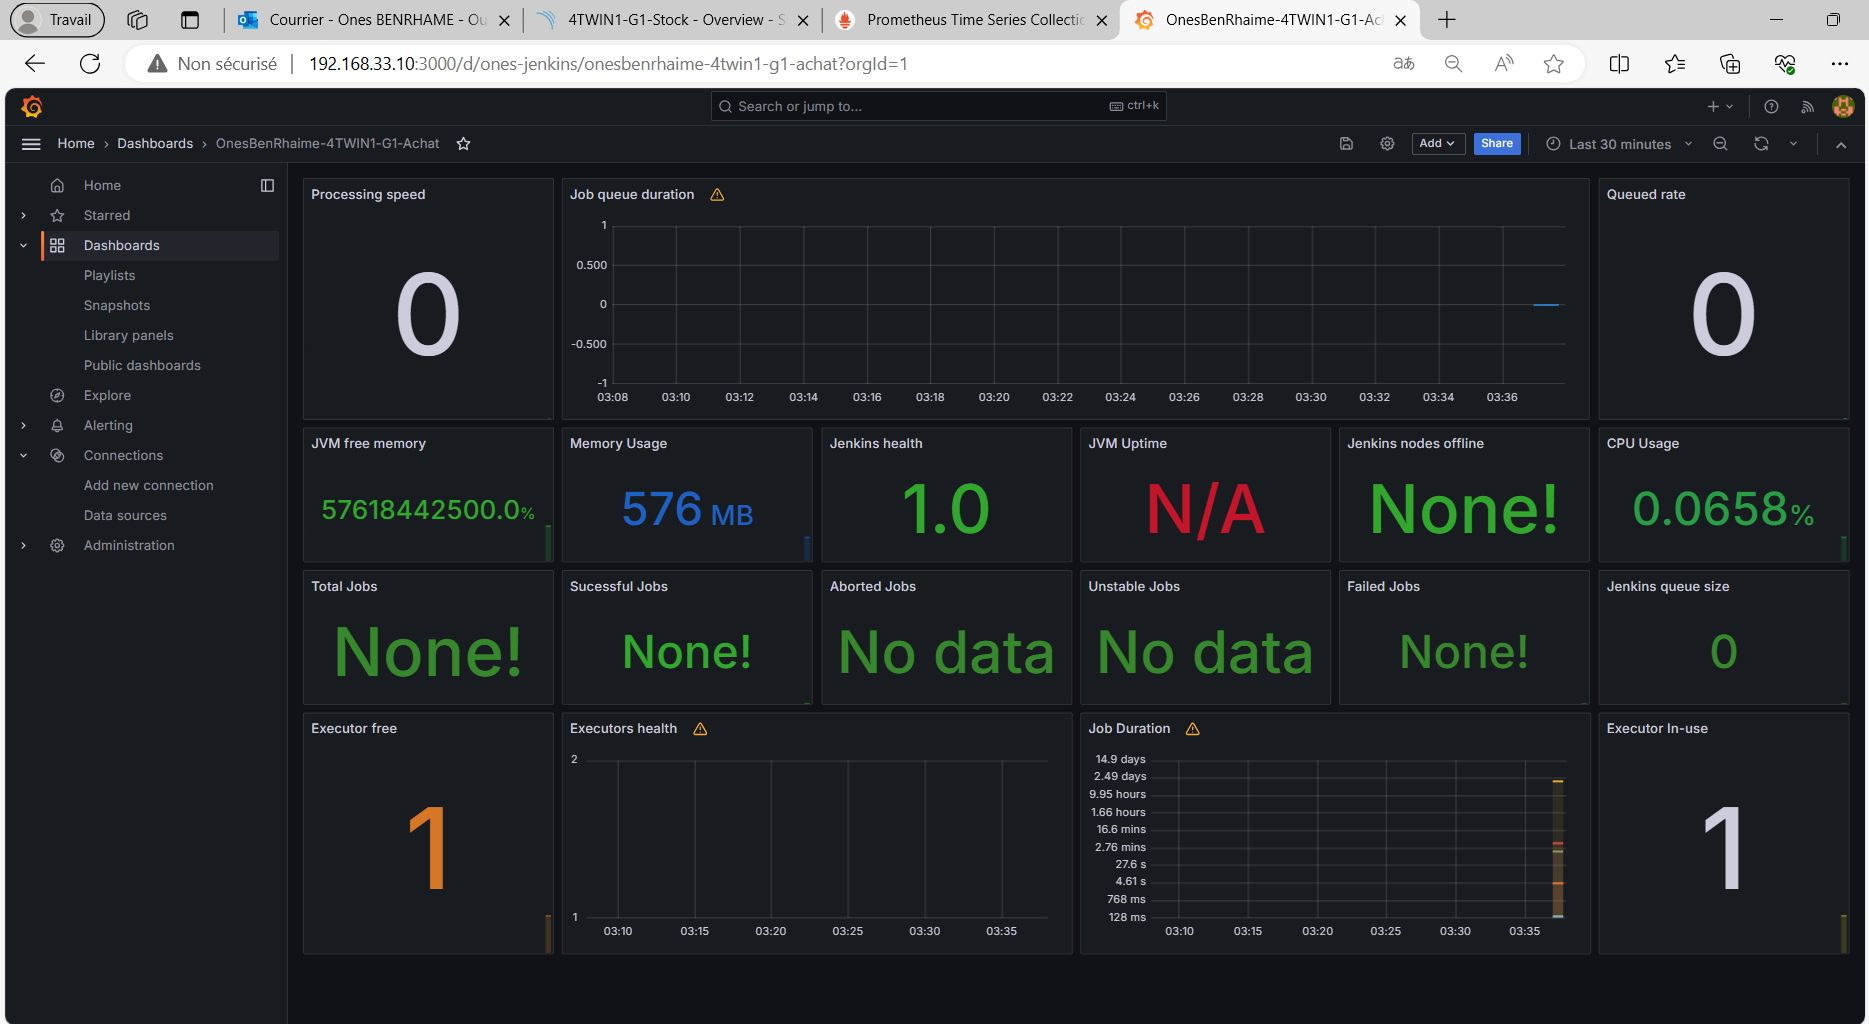 Travail
Courrier - Ones BENRHAME - Ou
4TWIN1-G1-Stock - Overview - S
Prometheus Time Series Collectio
OnesBenRhaime-4TWIN1-G1-Ac
Non sécurisé
192.168.33.10:3000/d/ones-jenkins/onesbenrhaime-4twin1-g1-achat?orgId=1
Search or jump to...
ctrl+k
Home › Dashboards › OnesBenRhaime-4TWIN1-G1-Achat
Add
Share
Last 30 minutes
Home
Starred
Dashboards
Playlists
Snapshots
Library panels
Public dashboards
Explore
Alerting
Connections
Add new connection
Data sources
Administration
Processing speed
0
Job queue duration
1
0.500
0
-0.500
-1
03:08 03:10 03:12 03:14 03:16 03:18 03:20 03:22 03:24 03:26 03:28 03:30 03:32 03:34 03:36
Queued rate
0
JVM free memory
57618442500.0%
Memory Usage
576 MB
Jenkins health
1.0
JVM Uptime
N/A
Jenkins nodes offline
None!
CPU Usage
0.0658%
Total Jobs
None!
Sucessful Jobs
None!
Aborted Jobs
No data
Unstable Jobs
No data
Failed Jobs
None!
Jenkins queue size
0
Executor free
1
Executors health
2
1
03:10 03:15 03:20 03:25 03:30 03:35
Job Duration
14.9 days
2.49 days
9.95 hours
1.66 hours
16.6 mins
2.76 mins
27.6 s
4.61 s
768 ms
128 ms
03:10 03:15 03:20 03:25 03:30 03:35
Executor In-use
1